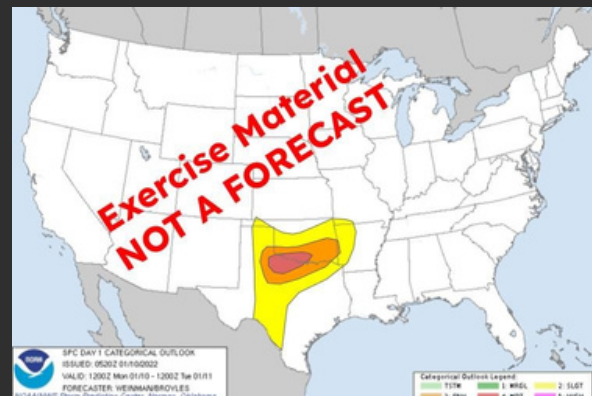 Exercise Material
NOT A FORECAST
SPC DAY 1 CATEGORICAL OUTLOOK
ISSUED: 0520Z 01/10/2022
VALID: 1200Z Mon 01/10 - 1200Z Tue 01/11
FORECASTER: WEINMAN/BROYLES
Categorical Outlook Legend
TSTM 1: MRGL 2: SLGT